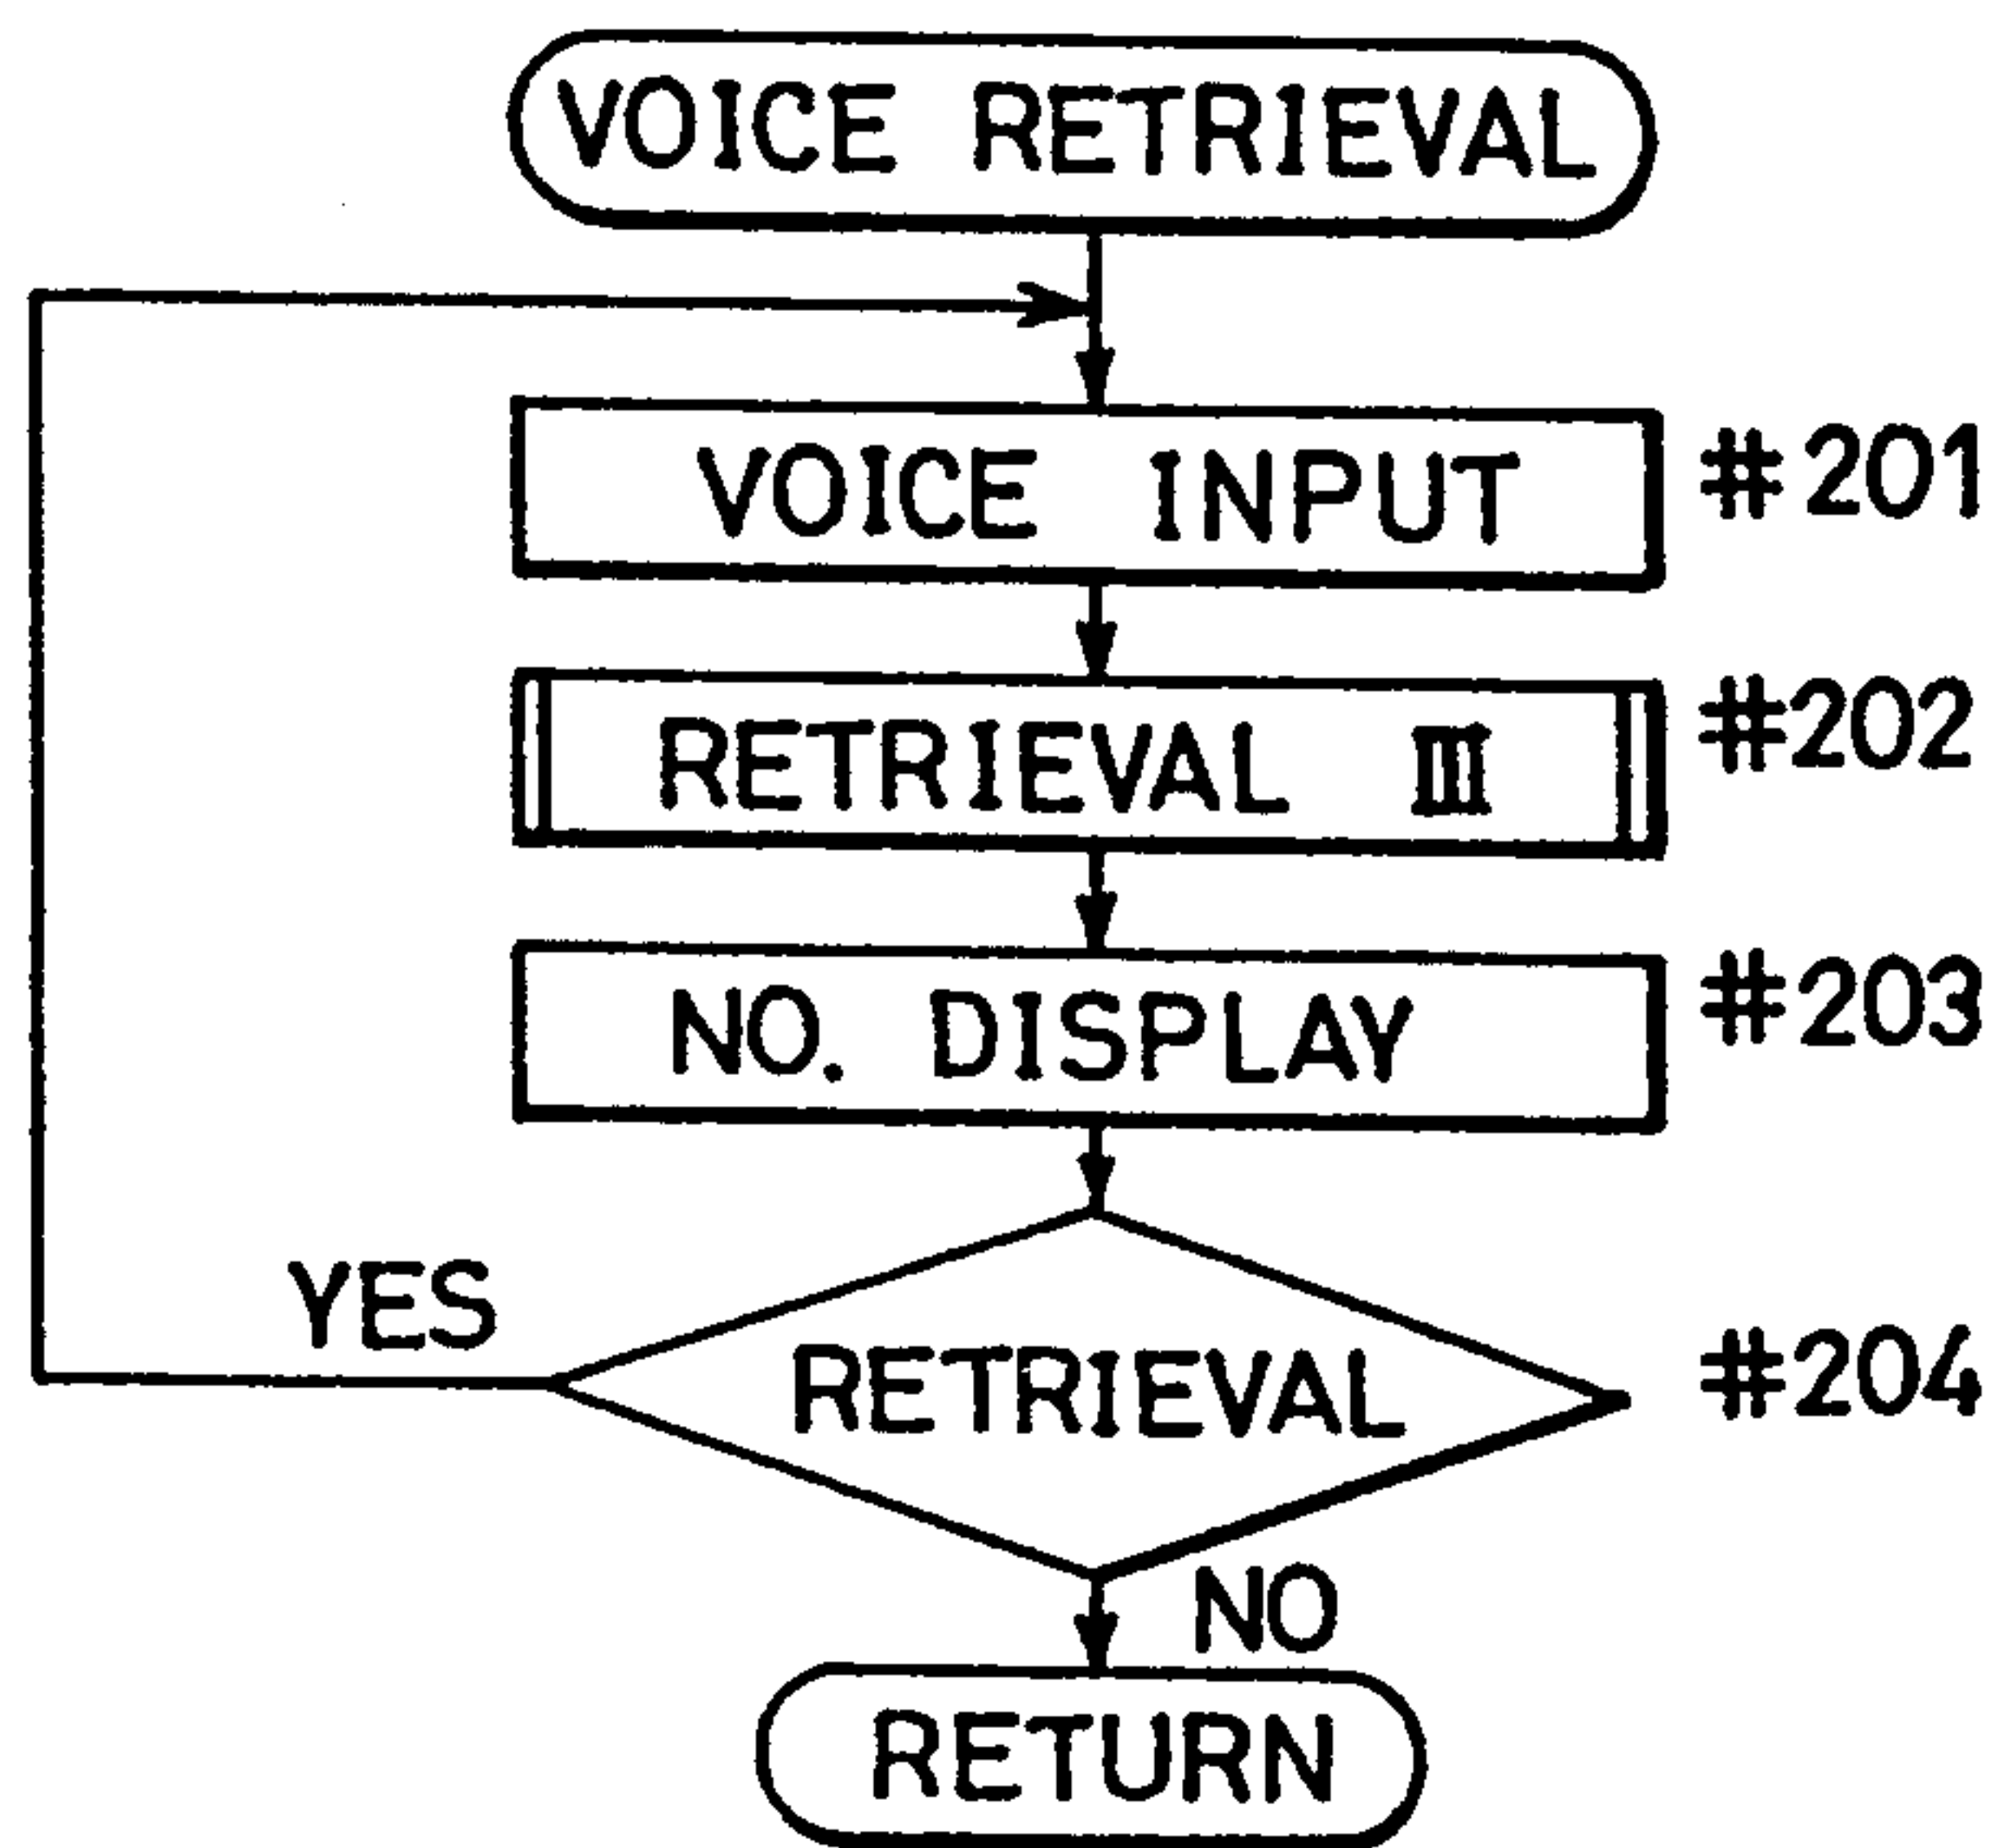 VOICE RETRIEVAL
VOICE INPUT #201
RETRIEVAL III #202
NO. DISPLAY #203
YES
RETRIEVAL #204
NO
RETURN